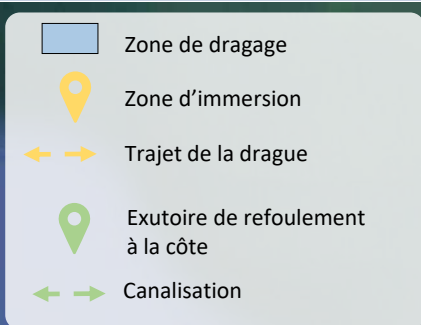 Zone de dragage
Zone d'immersion
Trajet de la drague
Exutoire de refoulement
à la côte
Canalisation